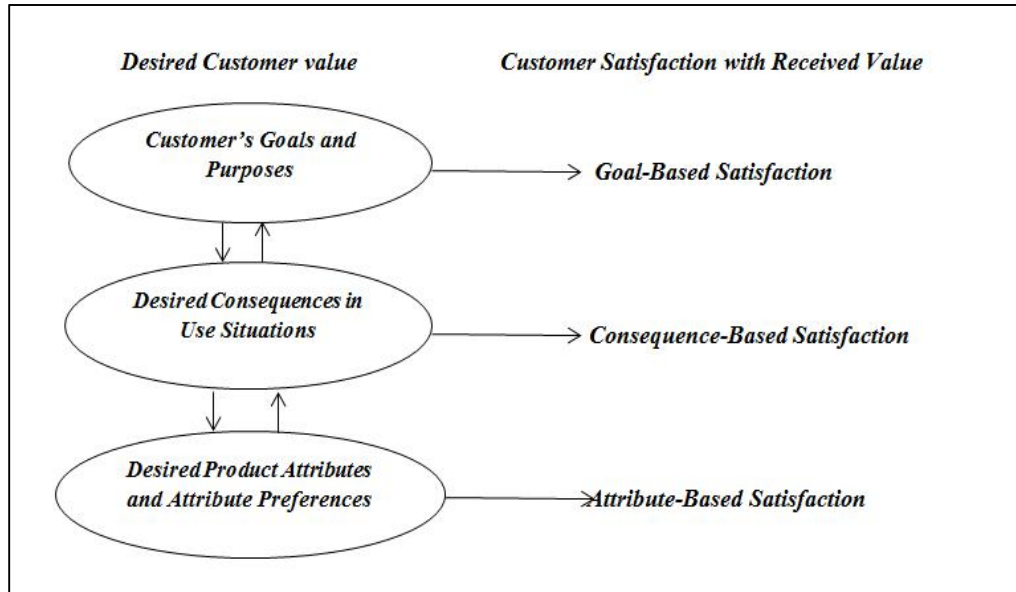 Desired Customer value
Customer Satisfaction with Received Value
Customer’s Goals and
Purposes
Goal-Based Satisfaction
Desired Consequences in
Use Situations
Consequence-Based Satisfaction
Desired Product Attributes
and Attribute Preferences
Attribute-Based Satisfaction